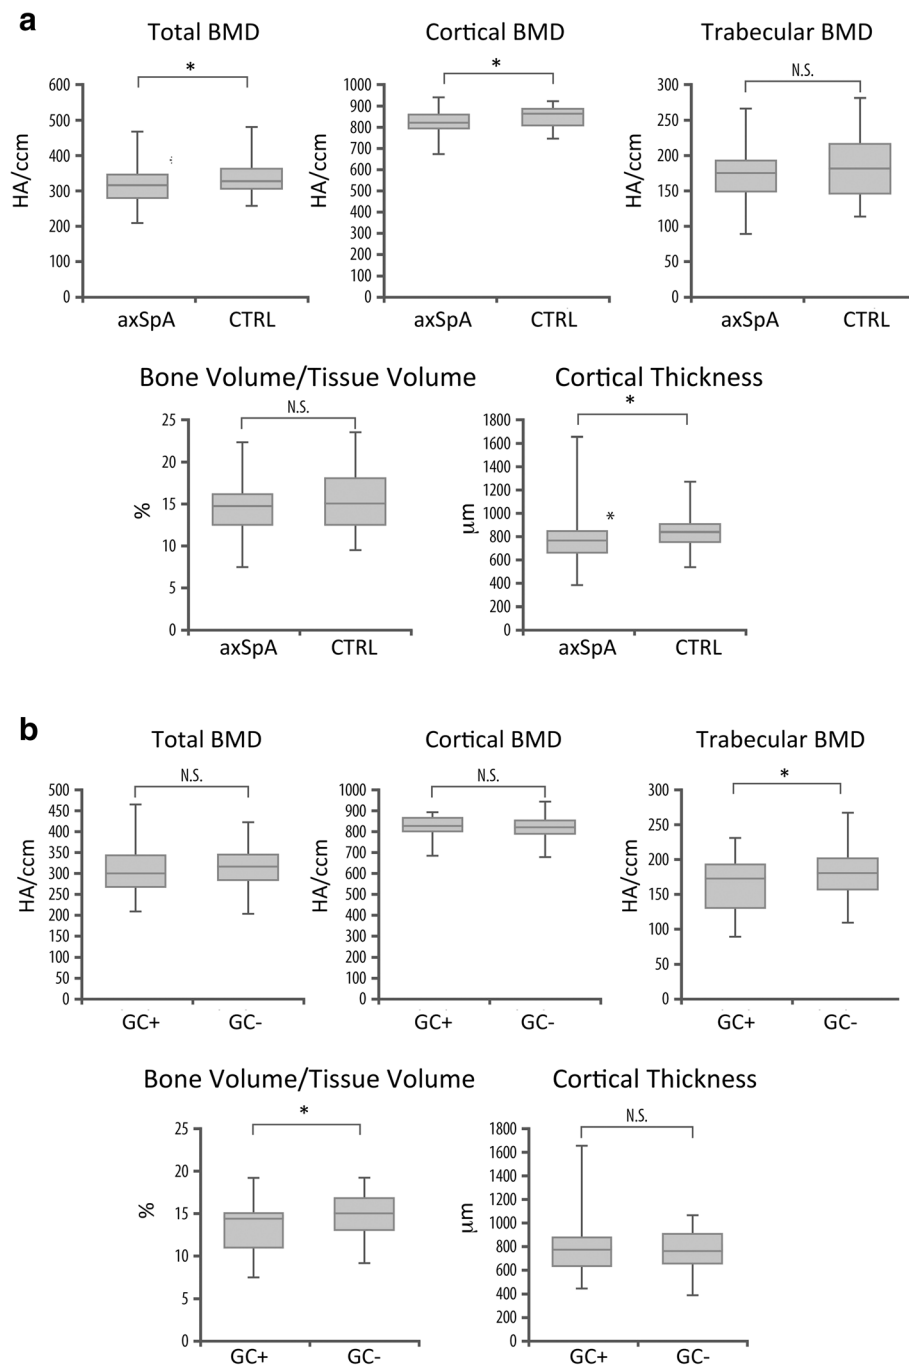 a
Total BMD Cortical BMD Trabecular BMD
* * N.S.
600 500 400 300 200 100 0
HA/ccm
axSpA CTRL
1000 900 800 700 600 500 400 300 200 100 0
HA/ccm
axSpA CTRL
300 250 200 150 100 50 0
HA/ccm
axSpA CTRL
Bone Volume/Tissue Volume Cortical Thickness
N.S. *
25 20 15 10 5 0
%
axSpA CTRL
1800 1600 1400 1200 1000 800 600 400 200 0
µm
*
axSpA CTRL
b
Total BMD Cortical BMD Trabecular BMD
N.S. N.S. *
500 450 400 350 300 250 200 150 100 50 0
HA/ccm
GC+ GC-
1000 900 800 700 600 500 400 300 200 100 0
HA/ccm
GC+ GC-
300 250 200 150 100 50 0
HA/ccm
GC+ GC-
Bone Volume/Tissue Volume Cortical Thickness
* N.S.
25 20 15 10 5 0
%
GC+ GC-
1800 1600 1400 1200 1000 800 600 400 200 0
µm
GC+ GC-